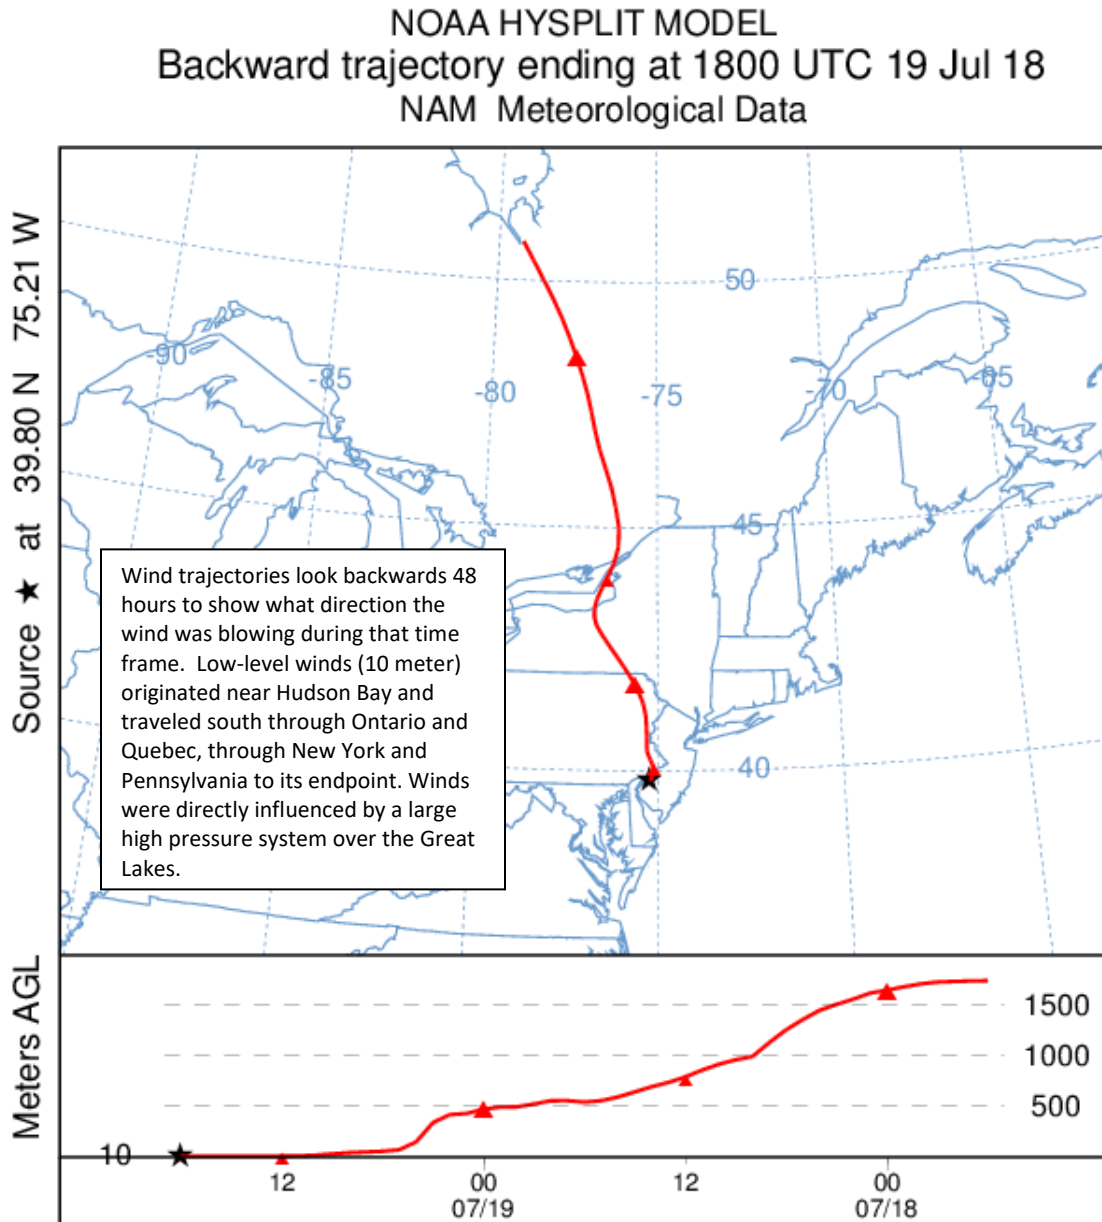 NOAA HYSPLIT MODEL
Backward trajectory ending at 1800 UTC 19 Jul 18
NAM Meteorological Data
Source ★ at 39.80 N 75.21 W
50
-90
-85
-80
-75
-70
-65
45
40
Wind trajectories look backwards 48
hours to show what direction the
wind was blowing during that time
frame. Low-level winds (10 meter)
originated near Hudson Bay and
traveled south through Ontario and
Quebec, through New York and
Pennsylvania to its endpoint. Winds
were directly influenced by a large
high pressure system over the Great
Lakes.
Meters AGL
1500
1000
500
10
12 00 12 00
07/19 07/18